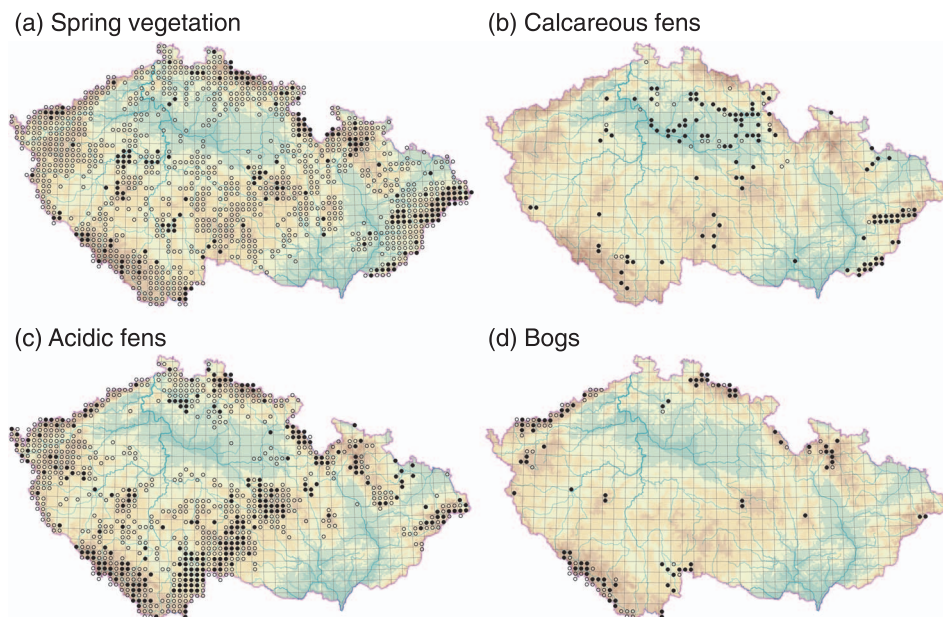 (a) Spring vegetation
(b) Calcareous fens
(c) Acidic fens
(d) Bogs